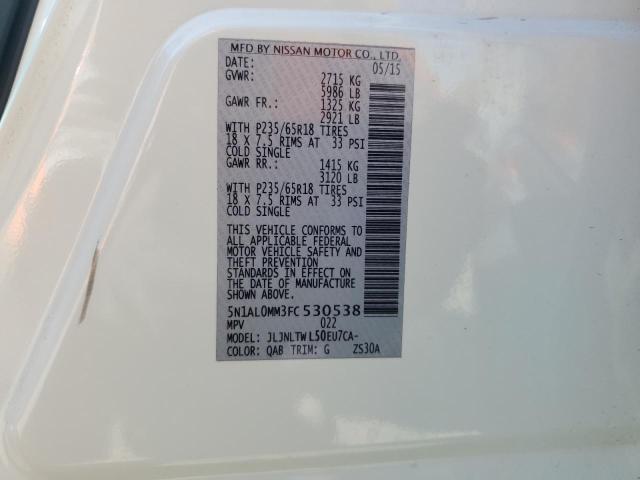 MFD BY NISSAN MOTOR CO., LTD.
DATE: 05/15
GVWR: 2715 KG
5986 LB
GAWR FR.: 1325 KG
2921 LB
WITH P235/65R18 TIRES
18 X 7.5 RIMS AT 33 PSI
COLD SINGLE
GAWR RR.: 1415 KG
3120 LB
WITH P235/65R18 TIRES
18 X 7.5 RIMS AT 33 PSI
COLD SINGLE
THIS VEHICLE CONFORMS TO
ALL APPLICABLE FEDERAL
MOTOR VEHICLE SAFETY AND
THEFT PREVENTION
STANDARDS IN EFFECT ON
THE DATE OF MANUFACTURE
SHOWN ABOVE.
5N1AL0MM3FC530538
MPV 022
MODEL: JLJNLTWL50EU7CA-
COLOR: QAB TRIM: G ZS30A